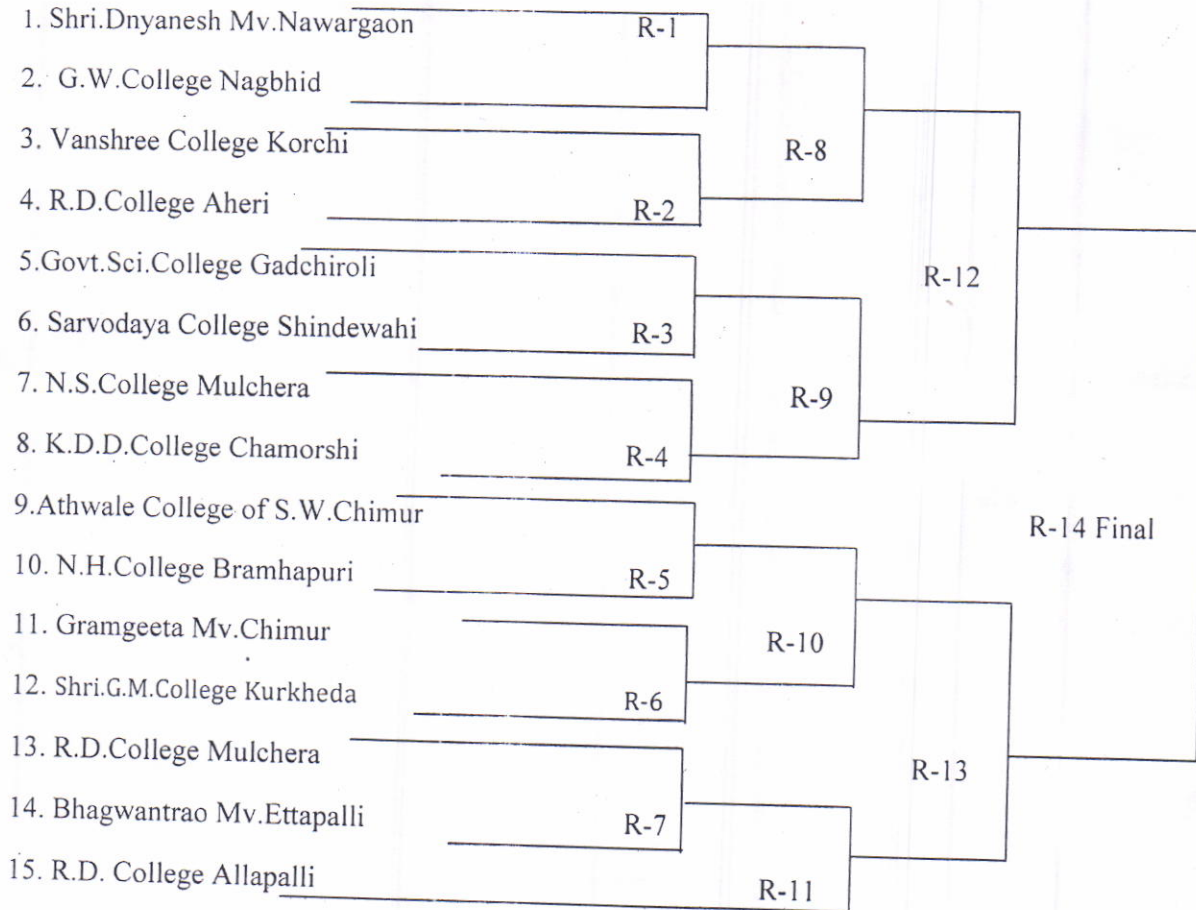 1. Shri.Dnyanesh Mv.Nawargaon
R-1
2. G.W.College Nagbhid
3. Vanshree College Korchi
R-8
4. R.D.College Aheri
R-2
5.Govt.Sci.College Gadchiroli
R-12
6. Sarvodaya College Shindewahi
R-3
7. N.S.College Mulchera
R-9
8. K.D.D.College Chamorshi
R-4
9.Athwale College of S.W.Chimur
R-14 Final
10. N.H.College Bramhapuri
R-5
11. Gramgeeta Mv.Chimur
R-10
12. Shri.G.M.College Kurkheda
R-6
13. R.D.College Mulchera
R-13
14. Bhagwantrao Mv.Ettapalli
R-7
15. R.D. College Allapalli
R-11